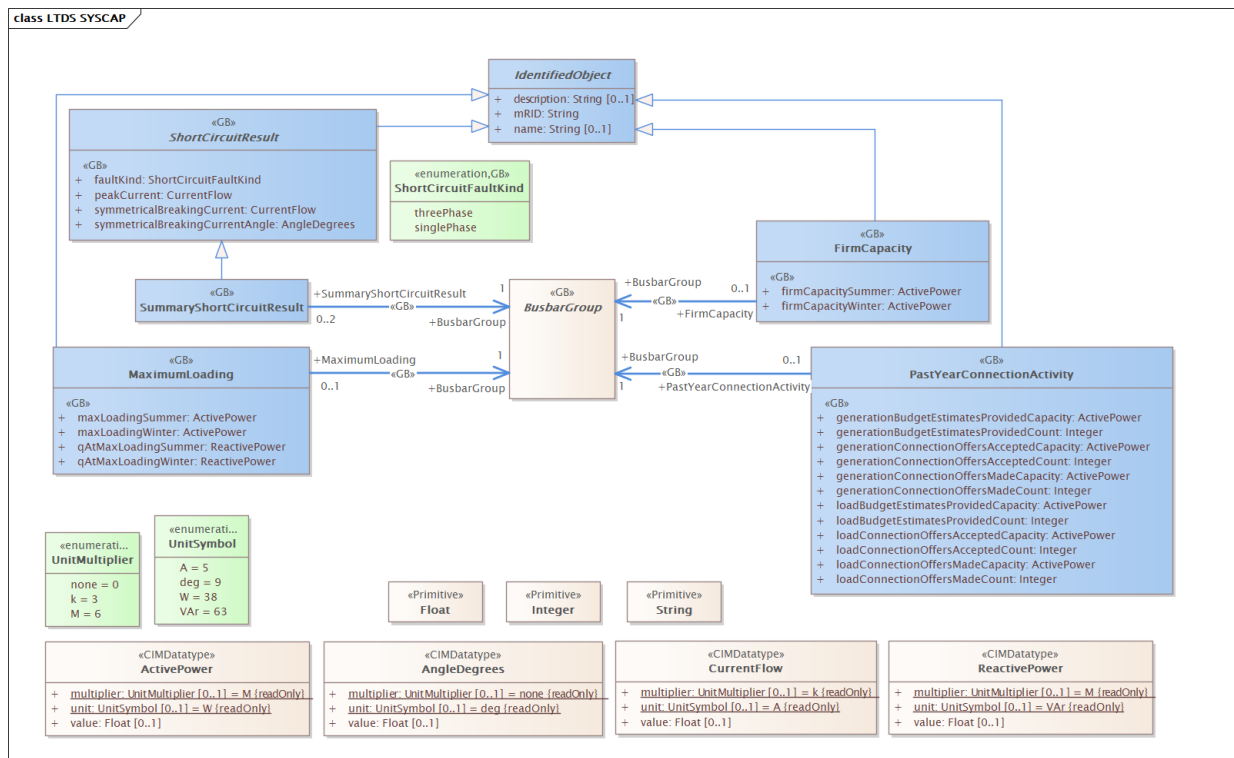 class LTDS SYSCAP
IdentifiedObject
+ description: String [0..1]
+ mRID: String
+ name: String [0..1]
«GB»
ShortCircuitResult
«GB»
+ faultKind: ShortCircuitFaultKind
+ peakCurrent: CurrentFlow
+ symmetricalBreakingCurrent: CurrentFlow
+ symmetricalBreakingCurrentAngle: AngleDegrees
«enumeration,GB»
ShortCircuitFaultKind
threePhase
singlePhase
«GB»
FirmCapacity
«GB»
+ firmCapacitySummer: ActivePower
+ firmCapacityWinter: ActivePower
«GB»
SummaryShortCircuitResult
+SummaryShortCircuitResult
1
«GB»
0..2
+BusbarGroup
«GB»
BusbarGroup
+BusbarGroup
0..1
«GB»
1
+FirmCapacity
«GB»
MaximumLoading
«GB»
+ maxLoadingSummer: ActivePower
+ maxLoadingWinter: ActivePower
+ qAtMaxLoadingSummer: ReactivePower
+ qAtMaxLoadingWinter: ReactivePower
+MaximumLoading
1
«GB»
0..1
+BusbarGroup
+BusbarGroup
0..1
«GB»
1
+PastYearConnectionActivity
«GB»
PastYearConnectionActivity
«GB»
+ generationBudgetEstimatesProvidedCapacity: ActivePower
+ generationBudgetEstimatesProvidedCount: Integer
+ generationConnectionOffersAcceptedCapacity: ActivePower
+ generationConnectionOffersAcceptedCount: Integer
+ generationConnectionOffersMadeCapacity: ActivePower
+ generationConnectionOffersMadeCount: Integer
+ loadBudgetEstimatesProvidedCapacity: ActivePower
+ loadBudgetEstimatesProvidedCount: Integer
+ loadConnectionOffersAcceptedCapacity: ActivePower
+ loadConnectionOffersAcceptedCount: Integer
+ loadConnectionOffersMadeCapacity: ActivePower
+ loadConnectionOffersMadeCount: Integer
«enumerati...
UnitMultiplier
none = 0
k = 3
M = 6
«enumerati...
UnitSymbol
A = 5
deg = 9
W = 38
VAr = 63
«Primitive»
Float
«Primitive»
Integer
«Primitive»
String
«CIMDatatype»
ActivePower
+ multiplier: UnitMultiplier [0..1] = M {readOnly}
+ unit: UnitSymbol [0..1] = W {readOnly}
+ value: Float [0..1]
«CIMDatatype»
AngleDegrees
+ multiplier: UnitMultiplier [0..1] = none {readOnly}
+ unit: UnitSymbol [0..1] = deg {readOnly}
+ value: Float [0..1]
«CIMDatatype»
CurrentFlow
+ multiplier: UnitMultiplier [0..1] = k {readOnly}
+ unit: UnitSymbol [0..1] = A {readOnly}
+ value: Float [0..1]
«CIMDatatype»
ReactivePower
+ multiplier: UnitMultiplier [0..1] = M {readOnly}
+ unit: UnitSymbol [0..1] = VAr {readOnly}
+ value: Float [0..1]